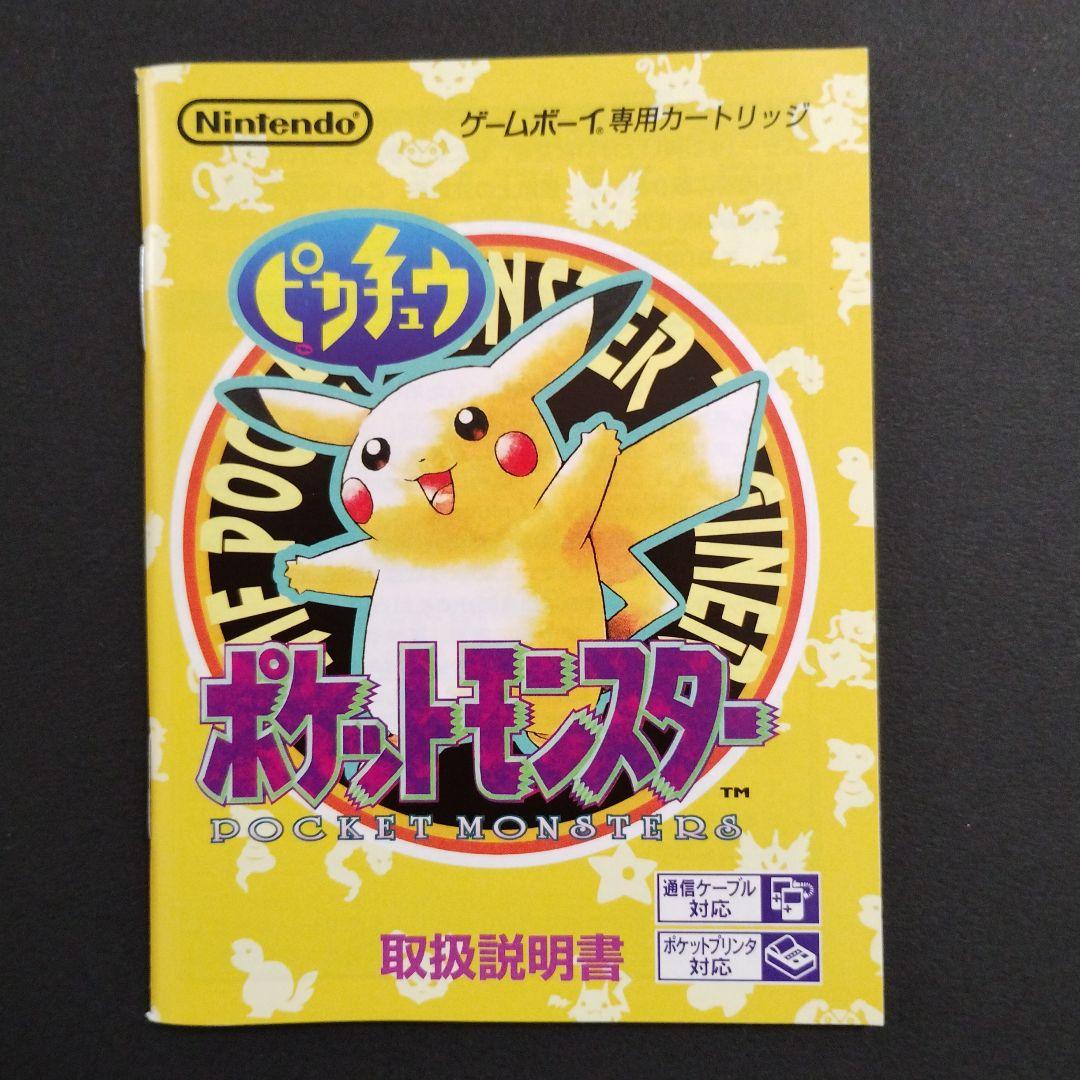 Nintendo®
ゲームボーイ®専用カートリッジ
ピカチュウ
ポケットモンスター
TM
POCKET MONSTERS
通信ケーブル
対応
取扱説明書
ポケットプリンタ
対応